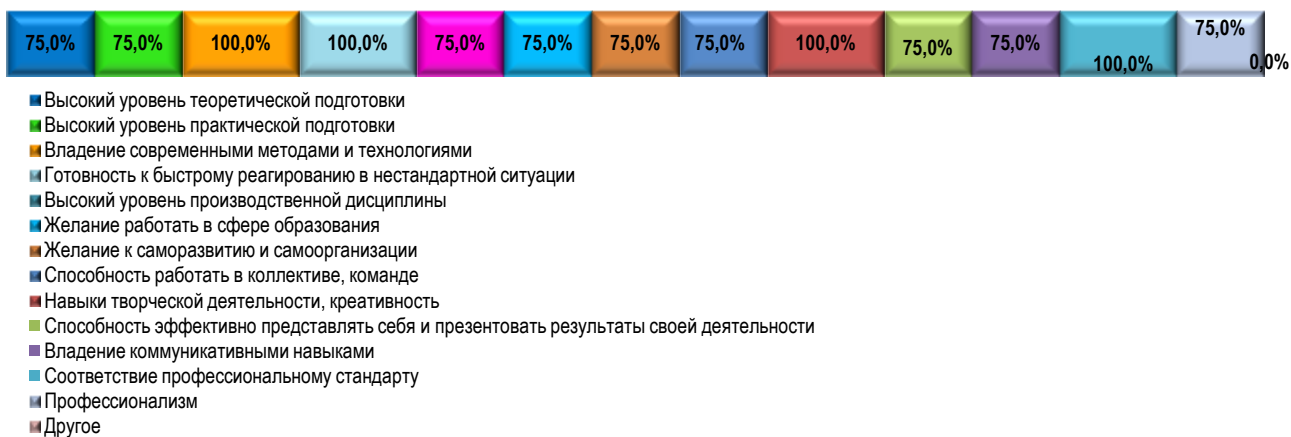 75,0% 75,0% 100,0% 100,0% 75,0% 75,0% 75,0% 75,0% 100,0% 75,0% 75,0% 100,0% 75,0% 0,0%
Высокий уровень теоретической подготовки
Высокий уровень практической подготовки
Владение современными методами и технологиями
Готовность к быстрому реагированию в нестандартной ситуации
Высокий уровень производственной дисциплины
Желание работать в сфере образования
Желание к саморазвитию и самоорганизации
Способность работать в коллективе, команде
Навыки творческой деятельности, креативность
Способность эффективно представлять себя и презентовать результаты своей деятельности
Владение коммуникативными навыками
Соответствие профессиональному стандарту
Профессионализм
Другое